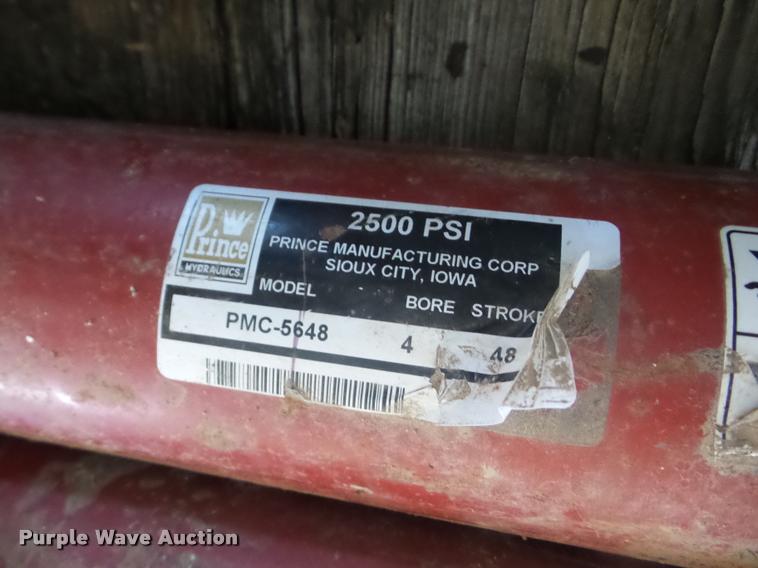 Prince
HYDRAULICS
2500 PSI
PRINCE MANUFACTURING CORP
SIOUX CITY, IOWA
MODEL BORE STROKE
PMC-5648 4 48
Purple Wave Auction